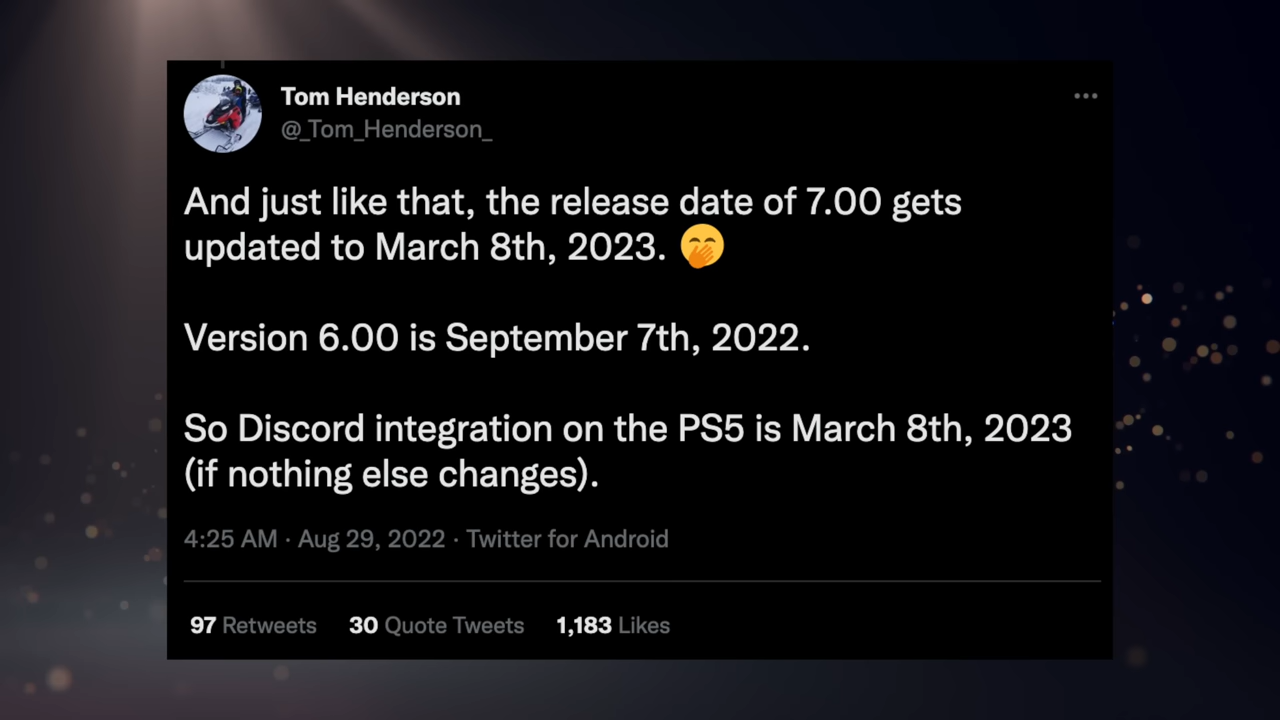 Tom Henderson
@_Tom_Henderson_
And just like that, the release date of 7.00 gets
updated to March 8th, 2023. 🤭
Version 6.00 is September 7th, 2022.
So Discord integration on the PS5 is March 8th, 2023
(if nothing else changes).
4:25 AM · Aug 29, 2022 · Twitter for Android
97 Retweets 30 Quote Tweets 1,183 Likes